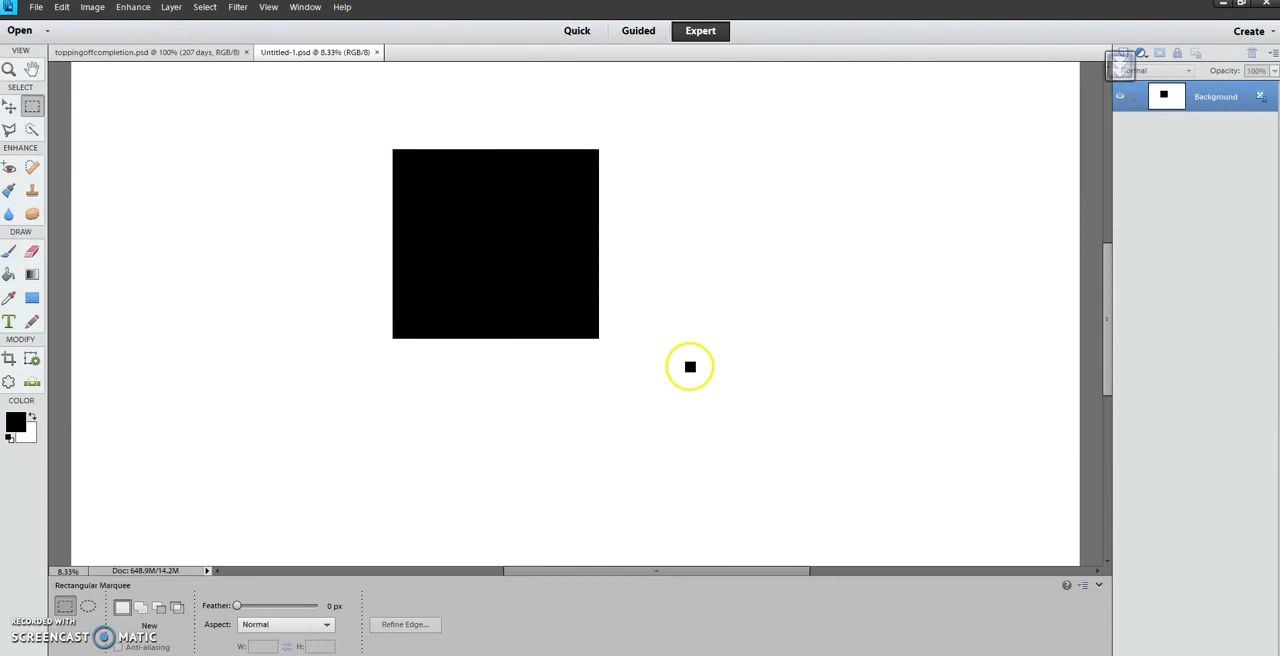 File Edit Image Enhance Layer Select Filter View Window Help
Open Quick Guided Expert Create
VIEW toppingoffcompletion.psd @ 100% (207 days, RGB/8) × Untitled-1.psd @ 8.33% (RGB/8) ×
Normal Opacity: 100%
SELECT
Background
ENHANCE
DRAW
T
MODIFY
COLOR
8.33% Doc: 648.9M/14.2M
Rectangular Marquee
Feather: 0 px
New
Aspect: Normal Refine Edge...
Anti-aliasing W: H:
RECORDED WITH
SCREENCAST MATIC